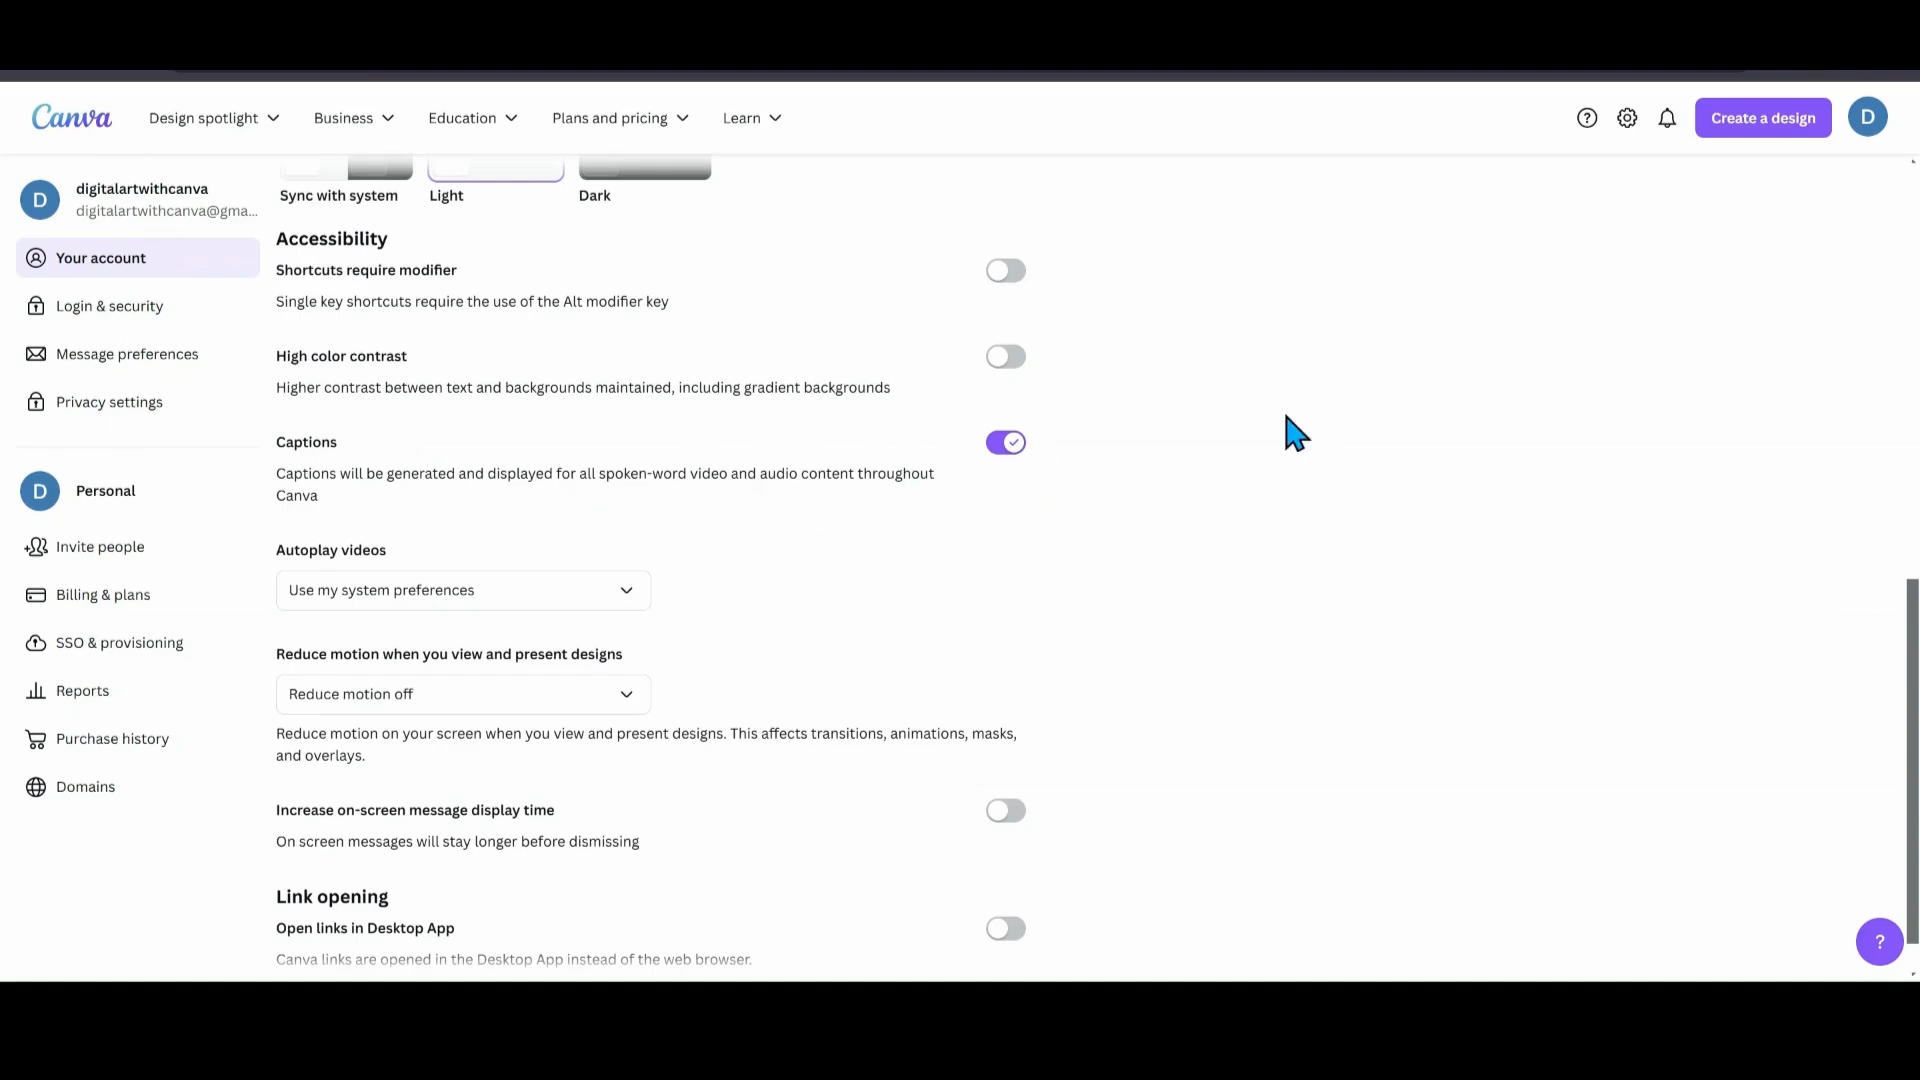 Canva
Design spotlight
Business
Education
Plans and pricing
Learn
?
Create a design
D
D
digitalartwithcanva
digitalartwithcanva@gma...
Your account
Login & security
Message preferences
Privacy settings
D
Personal
Invite people
Billing & plans
SSO & provisioning
Reports
Purchase history
Domains
Sync with system
Light
Dark
Accessibility
Shortcuts require modifier
Single key shortcuts require the use of the Alt modifier key
High color contrast
Higher contrast between text and backgrounds maintained, including gradient backgrounds
Captions
Captions will be generated and displayed for all spoken-word video and audio content throughout
Canva
Autoplay videos
Use my system preferences
Reduce motion when you view and present designs
Reduce motion off
Reduce motion on your screen when you view and present designs. This affects transitions, animations, masks,
and overlays.
Increase on-screen message display time
On screen messages will stay longer before dismissing
Link opening
Open links in Desktop App
Canva links are opened in the Desktop App instead of the web browser.
?